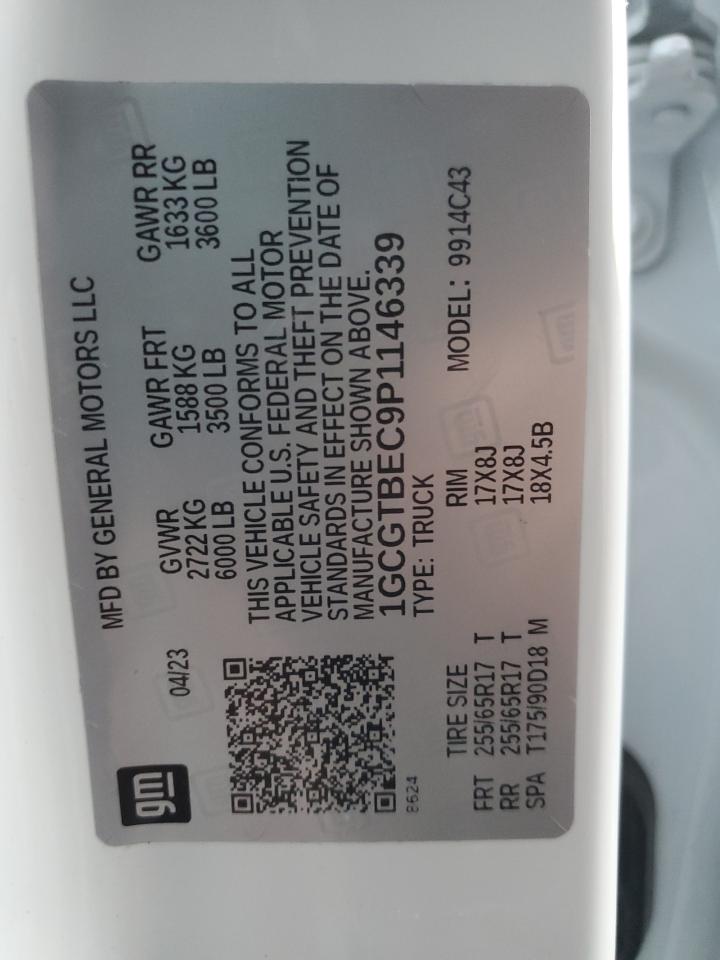 gm
MFD BY GENERAL MOTORS LLC
04/23
GVWR GAWR FRT GAWR RR
2722 KG 1588 KG 1633 KG
6000 LB 3500 LB 3600 LB
THIS VEHICLE CONFORMS TO ALL
APPLICABLE U.S. FEDERAL MOTOR
VEHICLE SAFETY AND THEFT PREVENTION
STANDARDS IN EFFECT ON THE DATE OF
MANUFACTURE SHOWN ABOVE.
1GCGTBEC9P1146339
8624
TYPE: TRUCK
TIRE SIZE RIM MODEL: 9914C43
FRT 255/65R17 T 17X8J
RR 255/65R17 T 17X8J
SPA T175/90D18 M 18X4.5B